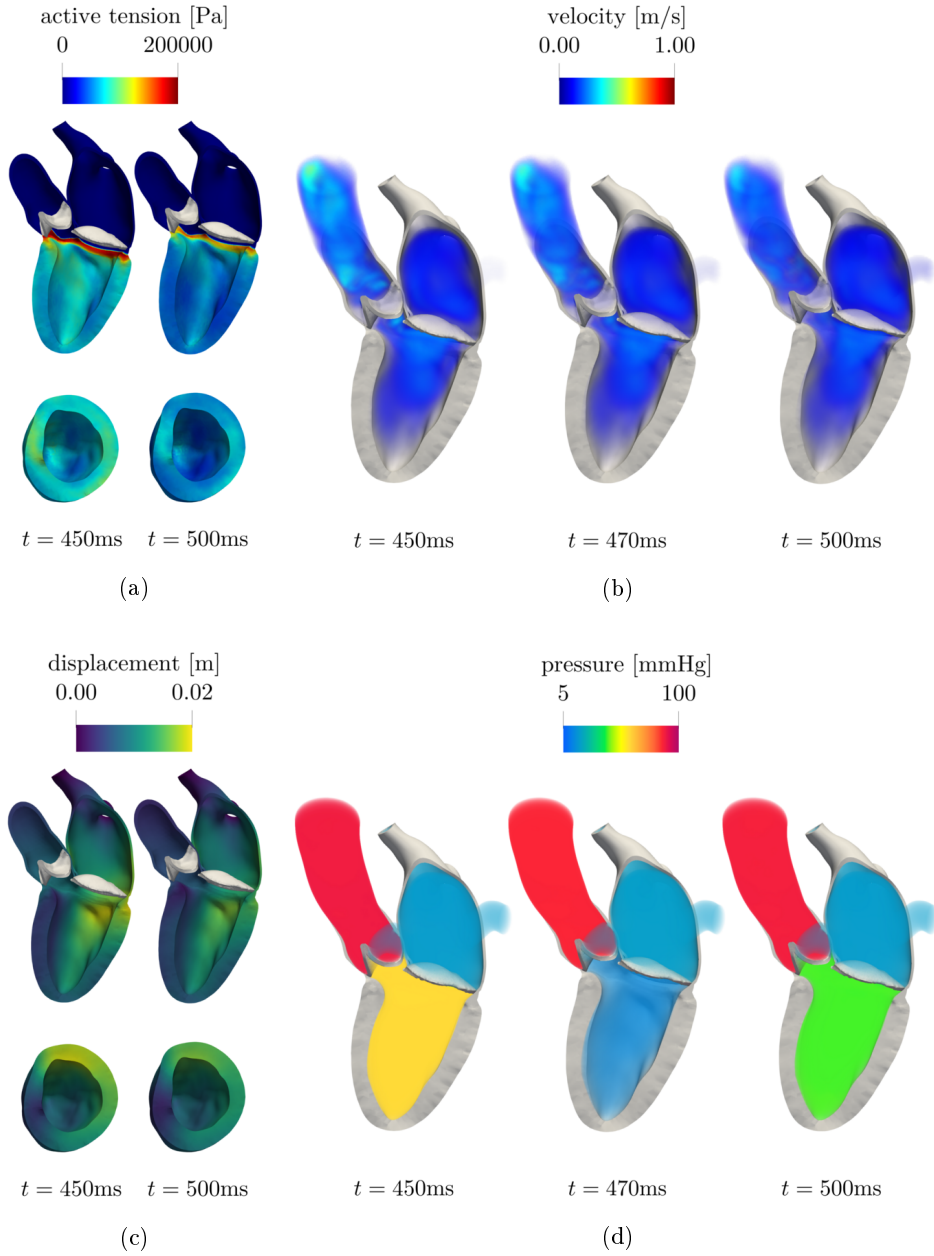 active tension [Pa]
0 200000
velocity [m/s]
0.00 1.00
t = 450ms t = 500ms
(a)
t = 450ms t = 470ms t = 500ms
(b)
displacement [m]
0.00 0.02
pressure [mmHg]
5 100
t = 450ms t = 500ms
(c)
t = 450ms t = 470ms t = 500ms
(d)